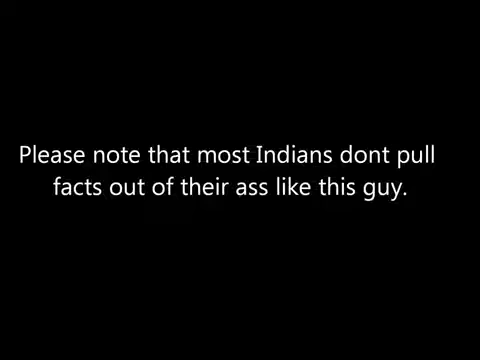 Please note that most Indians dont pull
facts out of their ass like this guy.